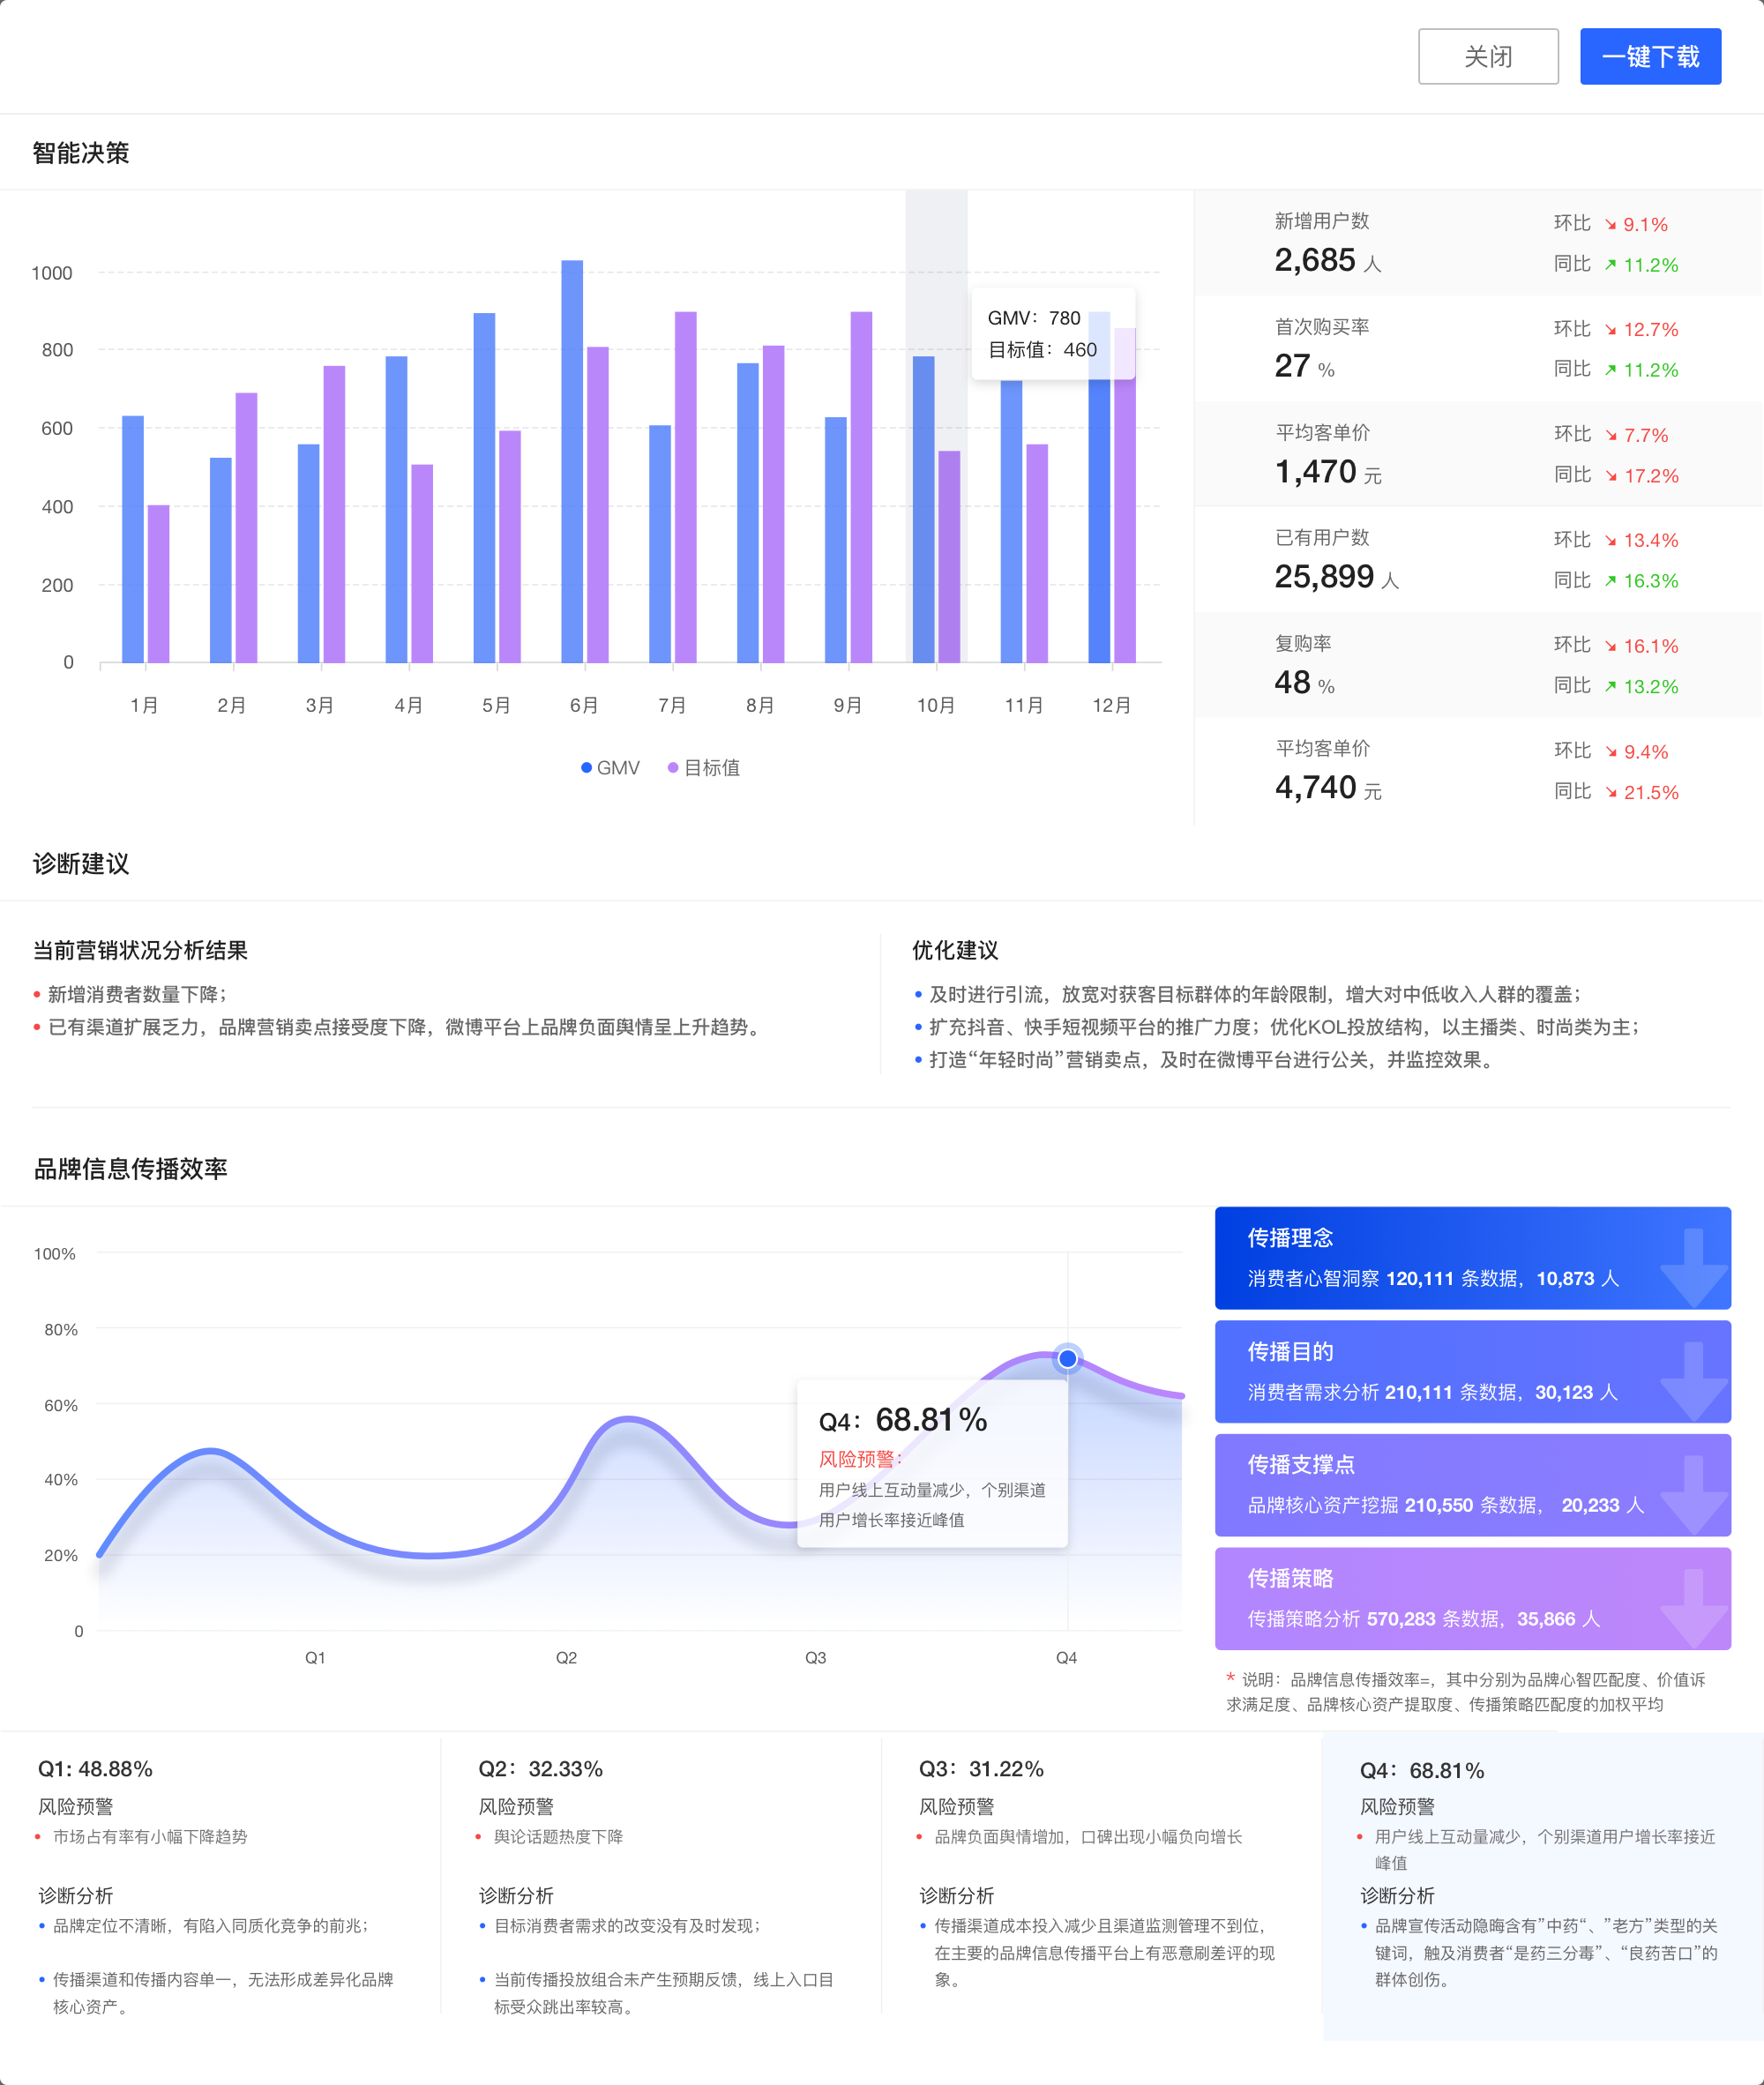 关闭
一键下载
智能决策
1000
800
600
400
200
0
1月
2月
3月
4月
5月
6月
7月
8月
9月
10月
11月
12月
GMV：780
目标值：460
GMV
目标值
新增用户数
2,685 人
环比 9.1%
同比 11.2%
首次购买率
27 %
环比 12.7%
同比 11.2%
平均客单价
1,470 元
环比 7.7%
同比 17.2%
已有用户数
25,899 人
环比 13.4%
同比 16.3%
复购率
48 %
环比 16.1%
同比 13.2%
平均客单价
4,740 元
环比 9.4%
同比 21.5%
诊断建议
当前营销状况分析结果
新增消费者数量下降；
已有渠道扩展乏力，品牌营销卖点接受度下降，微博平台上品牌负面舆情呈上升趋势。
优化建议
及时进行引流，放宽对获客目标群体的年龄限制，增大对中低收入人群的覆盖；
扩充抖音、快手短视频平台的推广力度；优化KOL投放结构，以主播类、时尚类为主；
打造“年轻时尚”营销卖点，及时在微博平台进行公关，并监控效果。
品牌信息传播效率
100%
80%
60%
40%
20%
0
Q1
Q2
Q3
Q4
Q4：68.81%
风险预警：
用户线上互动量减少，个别渠道
用户增长率接近峰值
传播理念
消费者心智洞察 120,111 条数据，10,873 人
传播目的
消费者需求分析 210,111 条数据，30,123 人
传播支撑点
品牌核心资产挖掘 210,550 条数据， 20,233 人
传播策略
传播策略分析 570,283 条数据，35,866 人
* 说明：品牌信息传播效率=，其中分别为品牌心智匹配度、价值诉
求满足度、品牌核心资产提取度、传播策略匹配度的加权平均
Q1: 48.88%
风险预警
市场占有率有小幅下降趋势
诊断分析
品牌定位不清晰，有陷入同质化竞争的前兆；
传播渠道和传播内容单一，无法形成差异化品牌
核心资产。
Q2：32.33%
风险预警
舆论话题热度下降
诊断分析
目标消费者需求的改变没有及时发现；
当前传播投放组合未产生预期反馈，线上入口目
标受众跳出率较高。
Q3：31.22%
风险预警
品牌负面舆情增加，口碑出现小幅负向增长
诊断分析
传播渠道成本投入减少且渠道监测管理不到位，
在主要的品牌信息传播平台上有恶意刷差评的现
象。
Q4：68.81%
风险预警
用户线上互动量减少，个别渠道用户增长率接近
峰值
诊断分析
品牌宣传活动隐晦含有”中药“、”老方”类型的关
键词，触及消费者“是药三分毒”、“良药苦口”的
群体创伤。